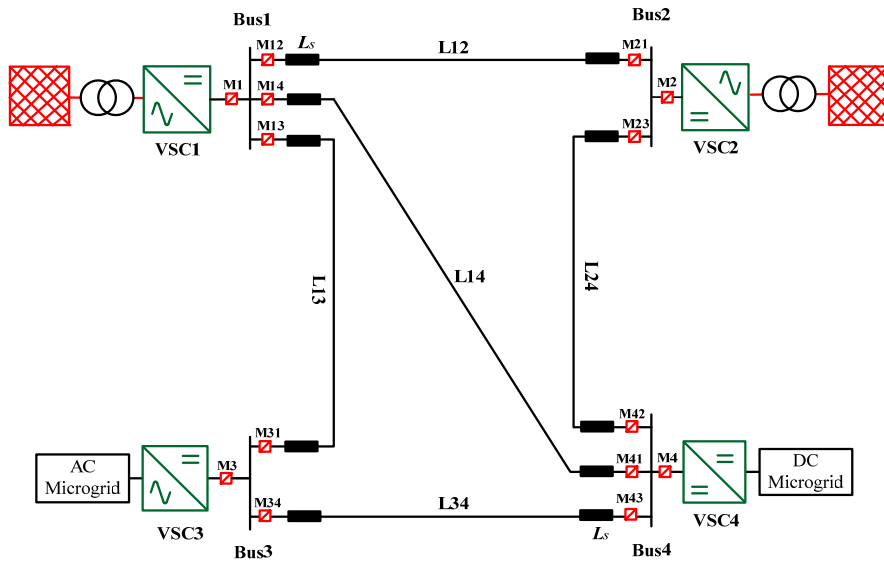 Bus1
Bus2
M12
Ls
L12
M21
M1
M14
M2
M13
M23
VSC1
VSC2
L13
L14
L24
M31
M42
AC
Microgrid
M3
M41
M4
DC
Microgrid
M34
L34
M43
VSC3
Ls
VSC4
Bus3
Bus4